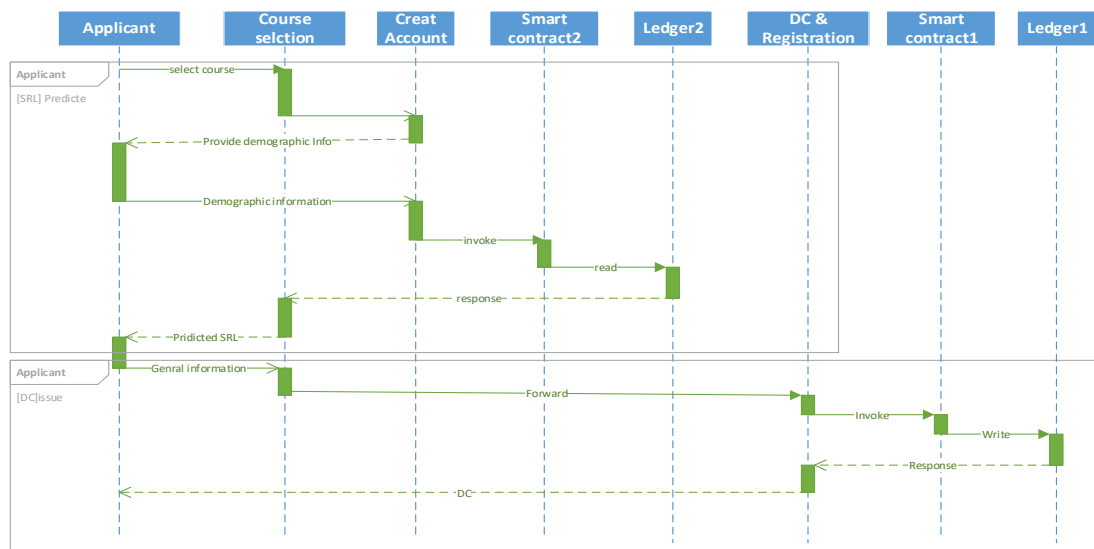 Applicant
Course
selction
Creat
Account
Smart
contract2
Ledger2
DC &
Registration
Smart
contract1
Ledger1
Applicant
select course
[SRL] Predicte
Provide demographic Info
Demographic information
invoke
read
response
Pridicted SRL
Applicant
Genral information
[DC]issue
Forward
Invoke
Write
Response
DC